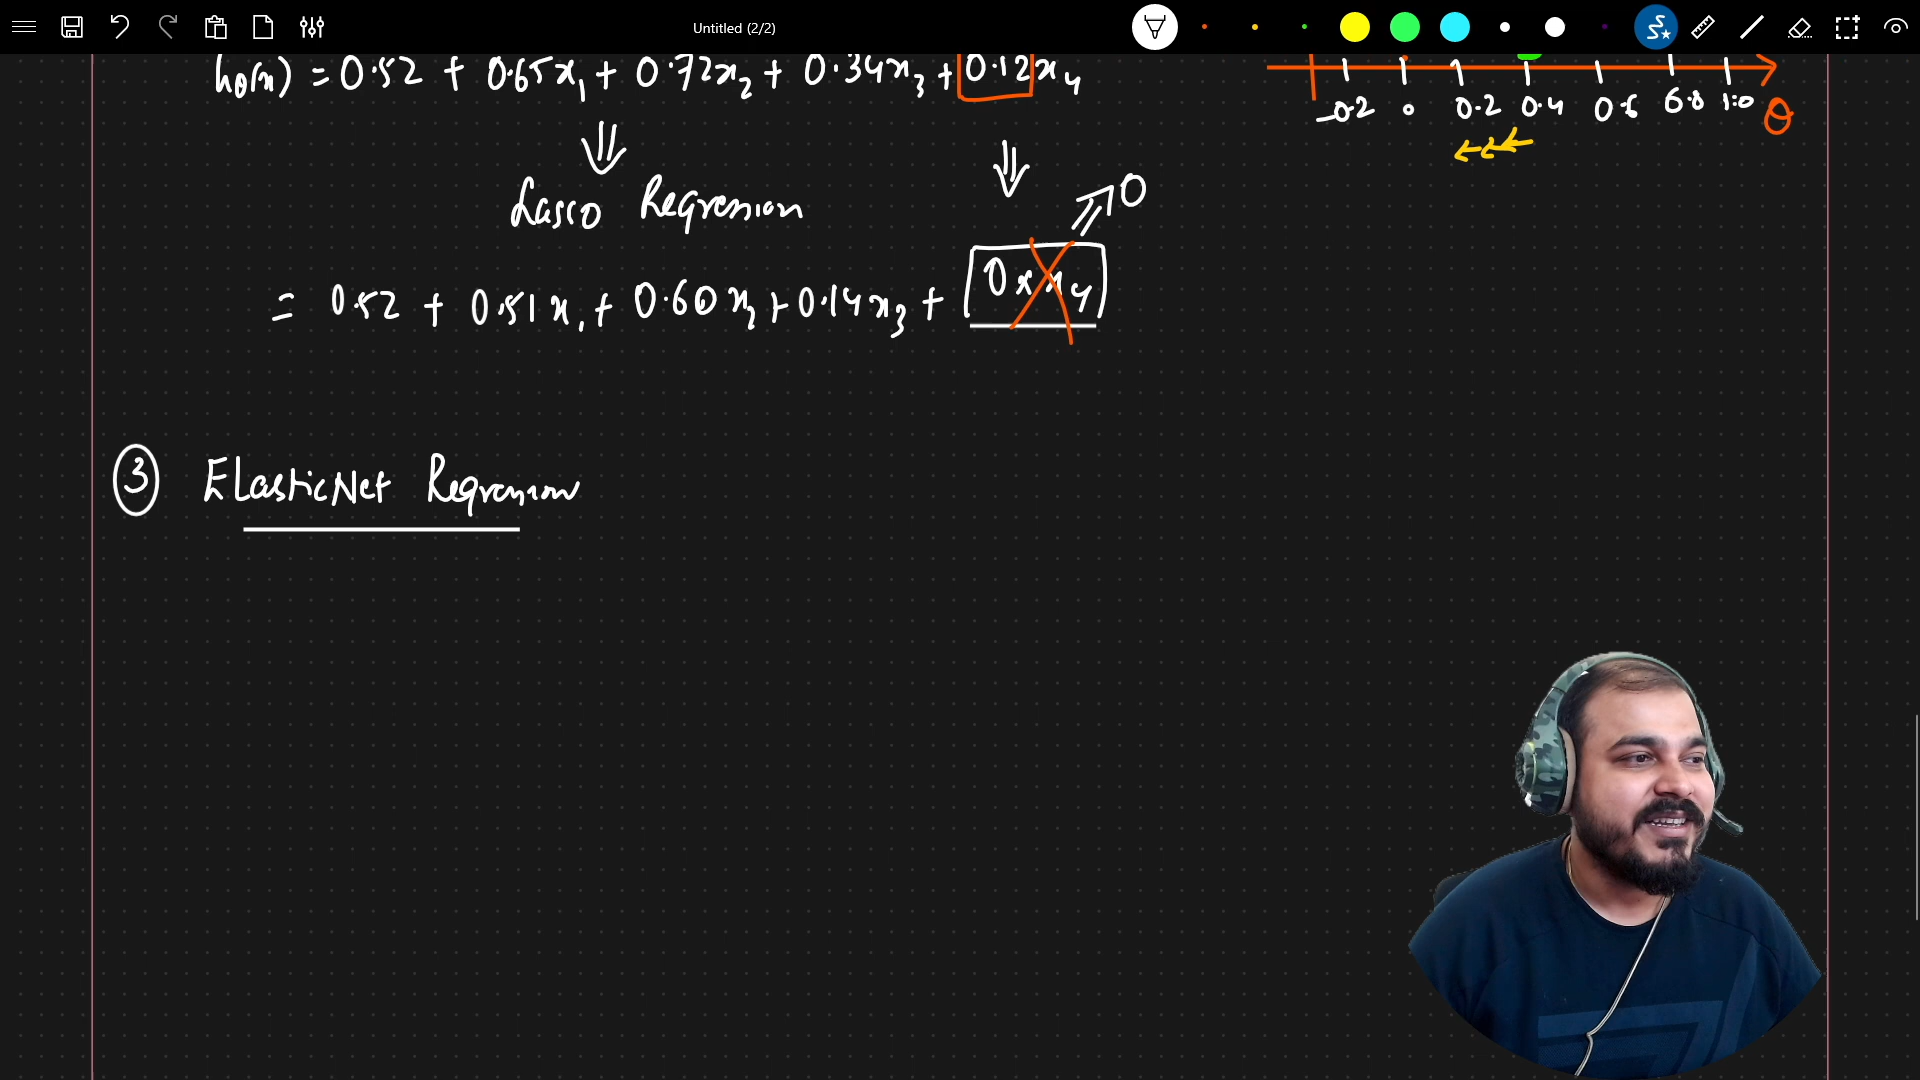 Untitled (2/2)
hθ(x) = 0.52 + 0.65x₁ + 0.72x₂ + 0.34x₃ + 0.12x₄
-0.2 0 0.2 0.4 0.6 0.8 1.0 θ
Lasso Regression
0
= 0.52 + 0.51x₁ + 0.60x₂ + 0.14x₃ + 0×x₄
③ ElasticNet Regression